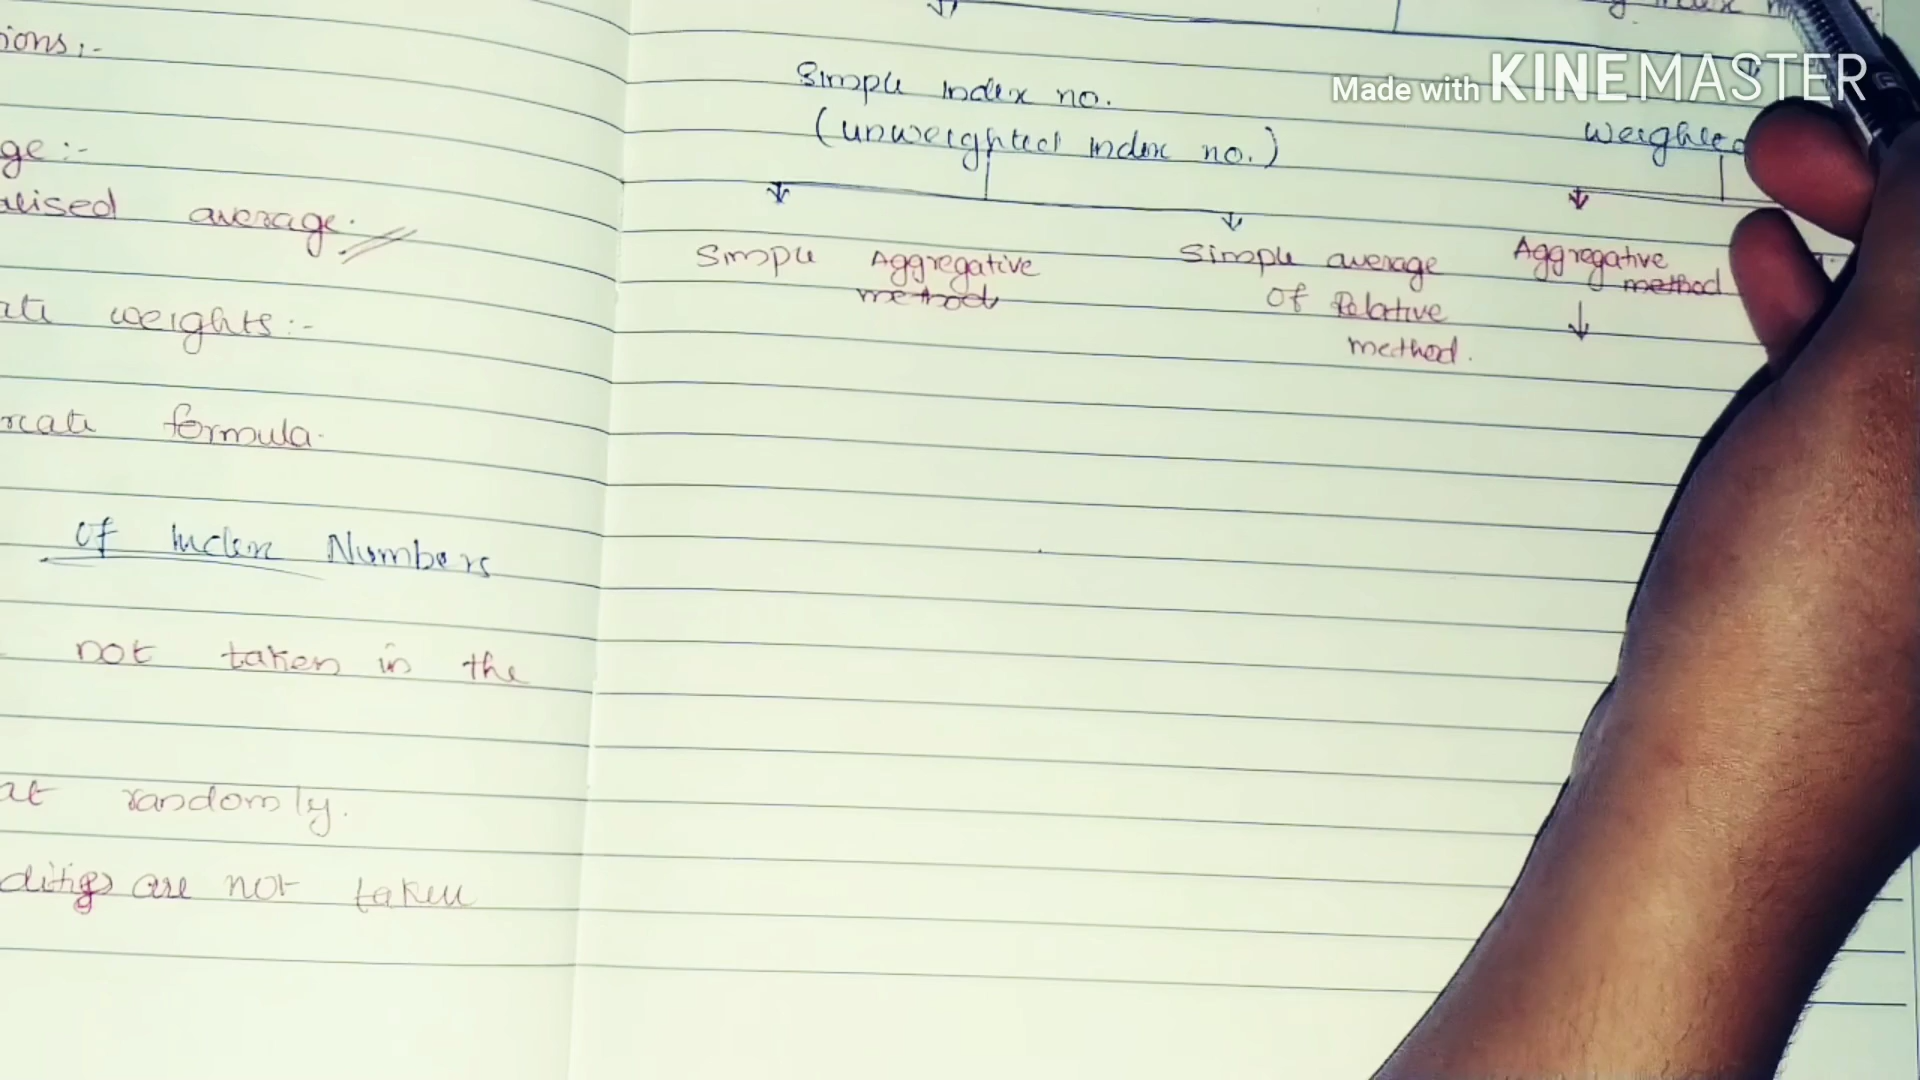 ions:-
ge:-
alised average.
ate weights:-
riate formula.
of Index Numbers
not taken in the
at randomly.
dities are not taken
Index
Made with KINEMASTER
Simple Index no.
(unweighted index no.)
Weighted
Simple Aggregative
method
Simple average
of Relative
method.
Aggregative
method